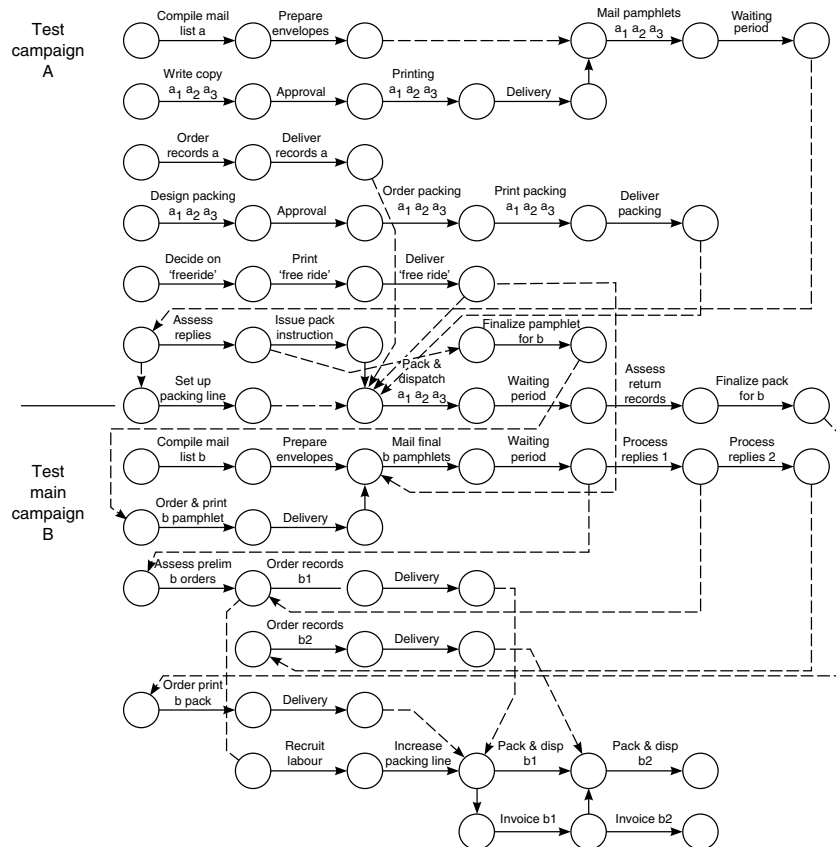 Test
campaign
A
Compile mail
list a
Prepare
envelopes
Mail pamphlets
a1 a2 a3
Waiting
period
Write copy
a1 a2 a3
Approval
Printing
a1 a2 a3
Delivery
Order
records a
Deliver
records a
Design packing
a1 a2 a3
Approval
Order packing
a1 a2 a3
Print packing
a1 a2 a3
Deliver
packing
Decide on
‘freeride’
Print
‘free ride’
Deliver
‘free ride’
Assess
replies
Issue pack
instruction
Finalize pamphlet
for b
Set up
packing line
Pack &
dispatch
a1 a2 a3
Waiting
period
Assess
return
records
Finalize pack
for b
Test
main
campaign
B
Compile mail
list b
Prepare
envelopes
Mail final
b pamphlets
Waiting
period
Process
replies 1
Process
replies 2
Order & print
b pamphlet
Delivery
Assess prelim
b orders
Order records
b1
Delivery
Order records
b2
Delivery
Order print
b pack
Delivery
Recruit
labour
Increase
packing line
Pack & disp
b1
Pack & disp
b2
Invoice b1
Invoice b2